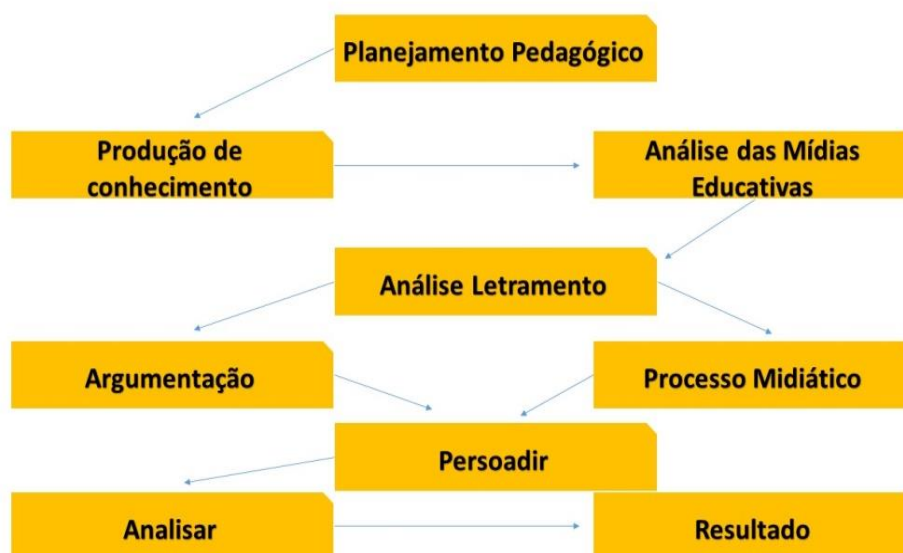 Planejamento Pedagógico
Produção de
conhecimento
Análise das Mídias
Educativas
Análise Letramento
Argumentação
Processo Midiático
Persoadir
Analisar
Resultado